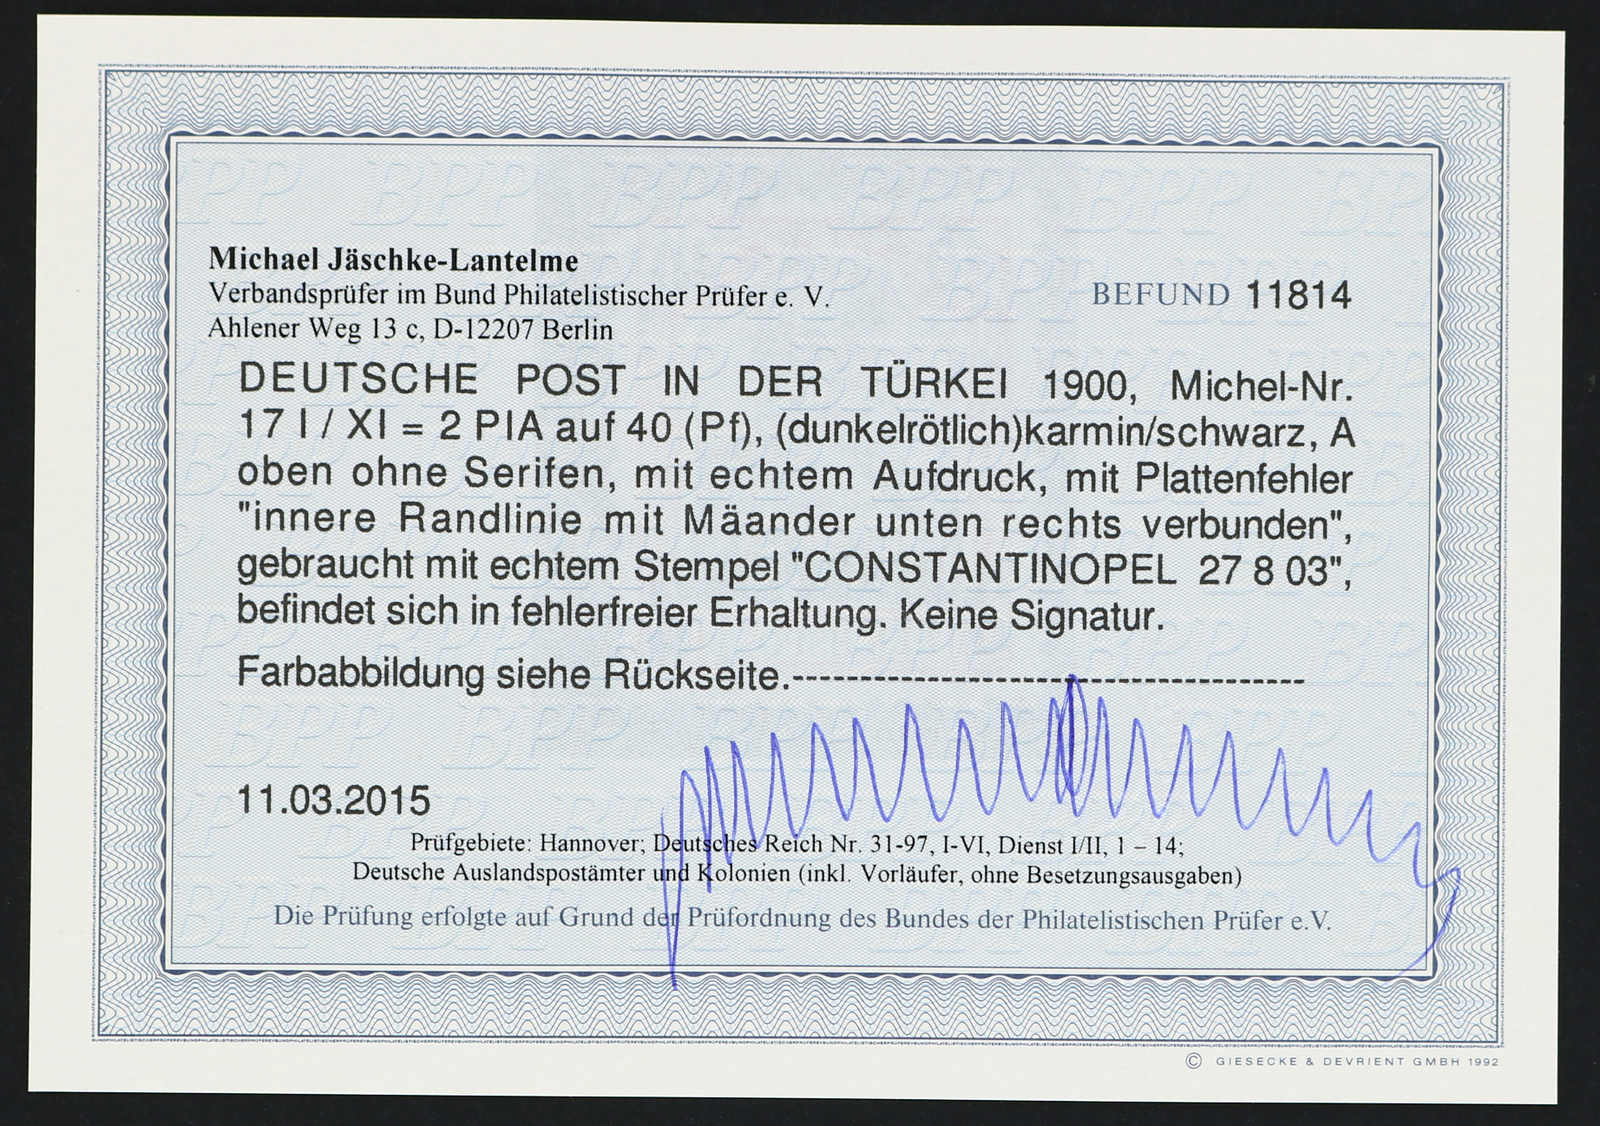 Michael Jäschke-Lantelme
Verbandsprüfer im Bund Philatelistischer Prüfer e. V.
Ahlener Weg 13 c, D-12207 Berlin
BEFUND 11814
DEUTSCHE POST IN DER TÜRKEI 1900, Michel-Nr.
17 I / XI = 2 PIA auf 40 (Pf), (dunkelrötlich)karmin/schwarz, A
oben ohne Serifen, mit echtem Aufdruck, mit Plattenfehler
"innere Randlinie mit Mäander unten rechts verbunden",
gebraucht mit echtem Stempel "CONSTANTINOPEL 27 8 03",
befindet sich in fehlerfreier Erhaltung. Keine Signatur.
Farbabbildung siehe Rückseite.--------------------------------------
11.03.2015
Prüfgebiete: Hannover; Deutsches Reich Nr. 31-97, I-VI, Dienst I/II, 1 – 14;
Deutsche Auslandspostämter und Kolonien (inkl. Vorläufer, ohne Besetzungsausgaben)
Die Prüfung erfolgte auf Grund der Prüfordnung des Bundes der Philatelistischen Prüfer e.V.
© GIESECKE & DEVRIENT GMBH 1992